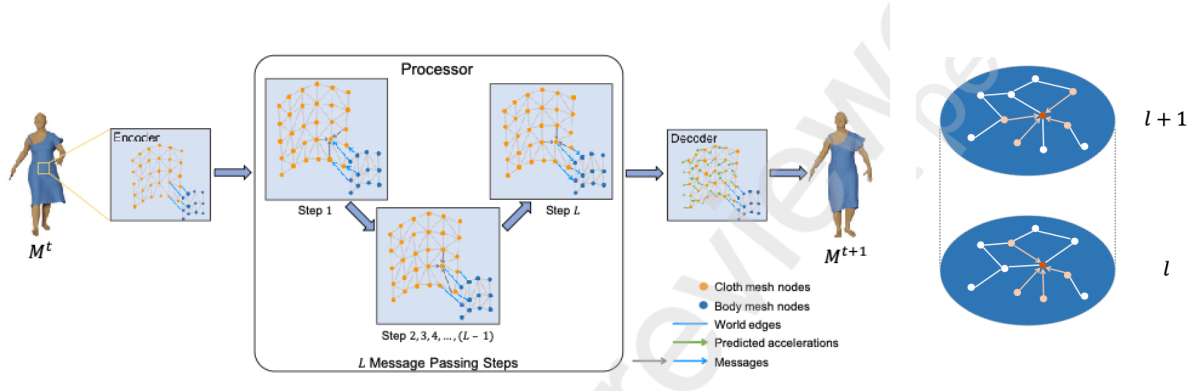 Processor
Encoder
Decoder
Step 1
Step L
Step 2, 3, 4, ..., (L – 1)
L Message Passing Steps
M^t
M^{t+1}
Cloth mesh nodes
Body mesh nodes
World edges
Predicted accelerations
Messages
l + 1
l